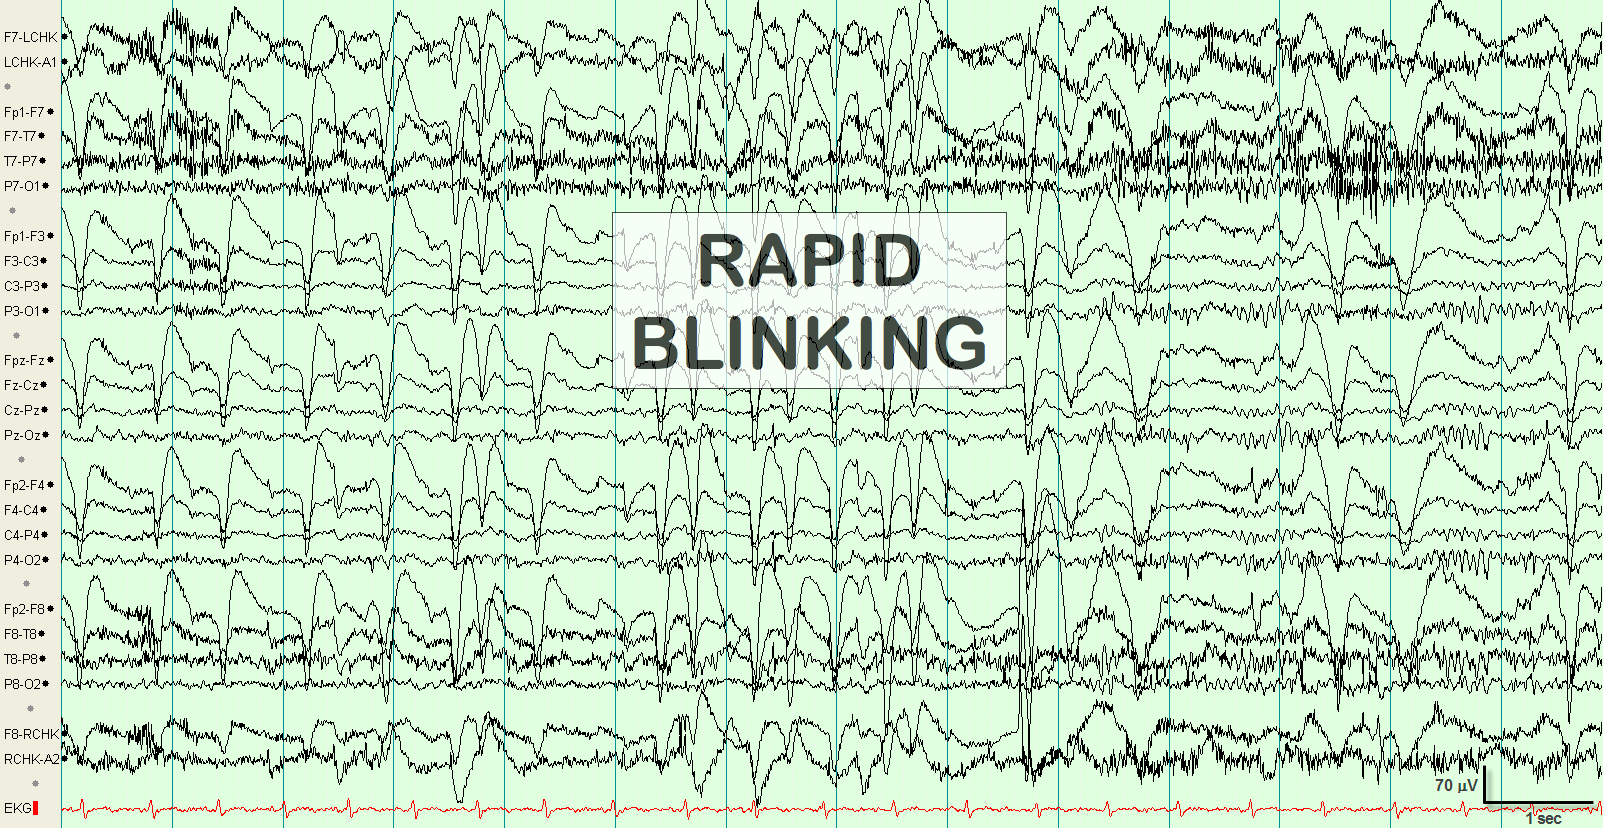 F7-LCHK
LCHK-A1
Fp1-F7
F7-T7
T7-P7
P7-O1
Fp1-F3
F3-C3
C3-P3
P3-O1
Fpz-Fz
Fz-Cz
Cz-Pz
Pz-Oz
Fp2-F4
F4-C4
C4-P4
P4-O2
Fp2-F8
F8-T8
T8-P8
P8-O2
F8-RCHK
RCHK-A2
EKG
RAPID
BLINKING
70 µV
1 sec